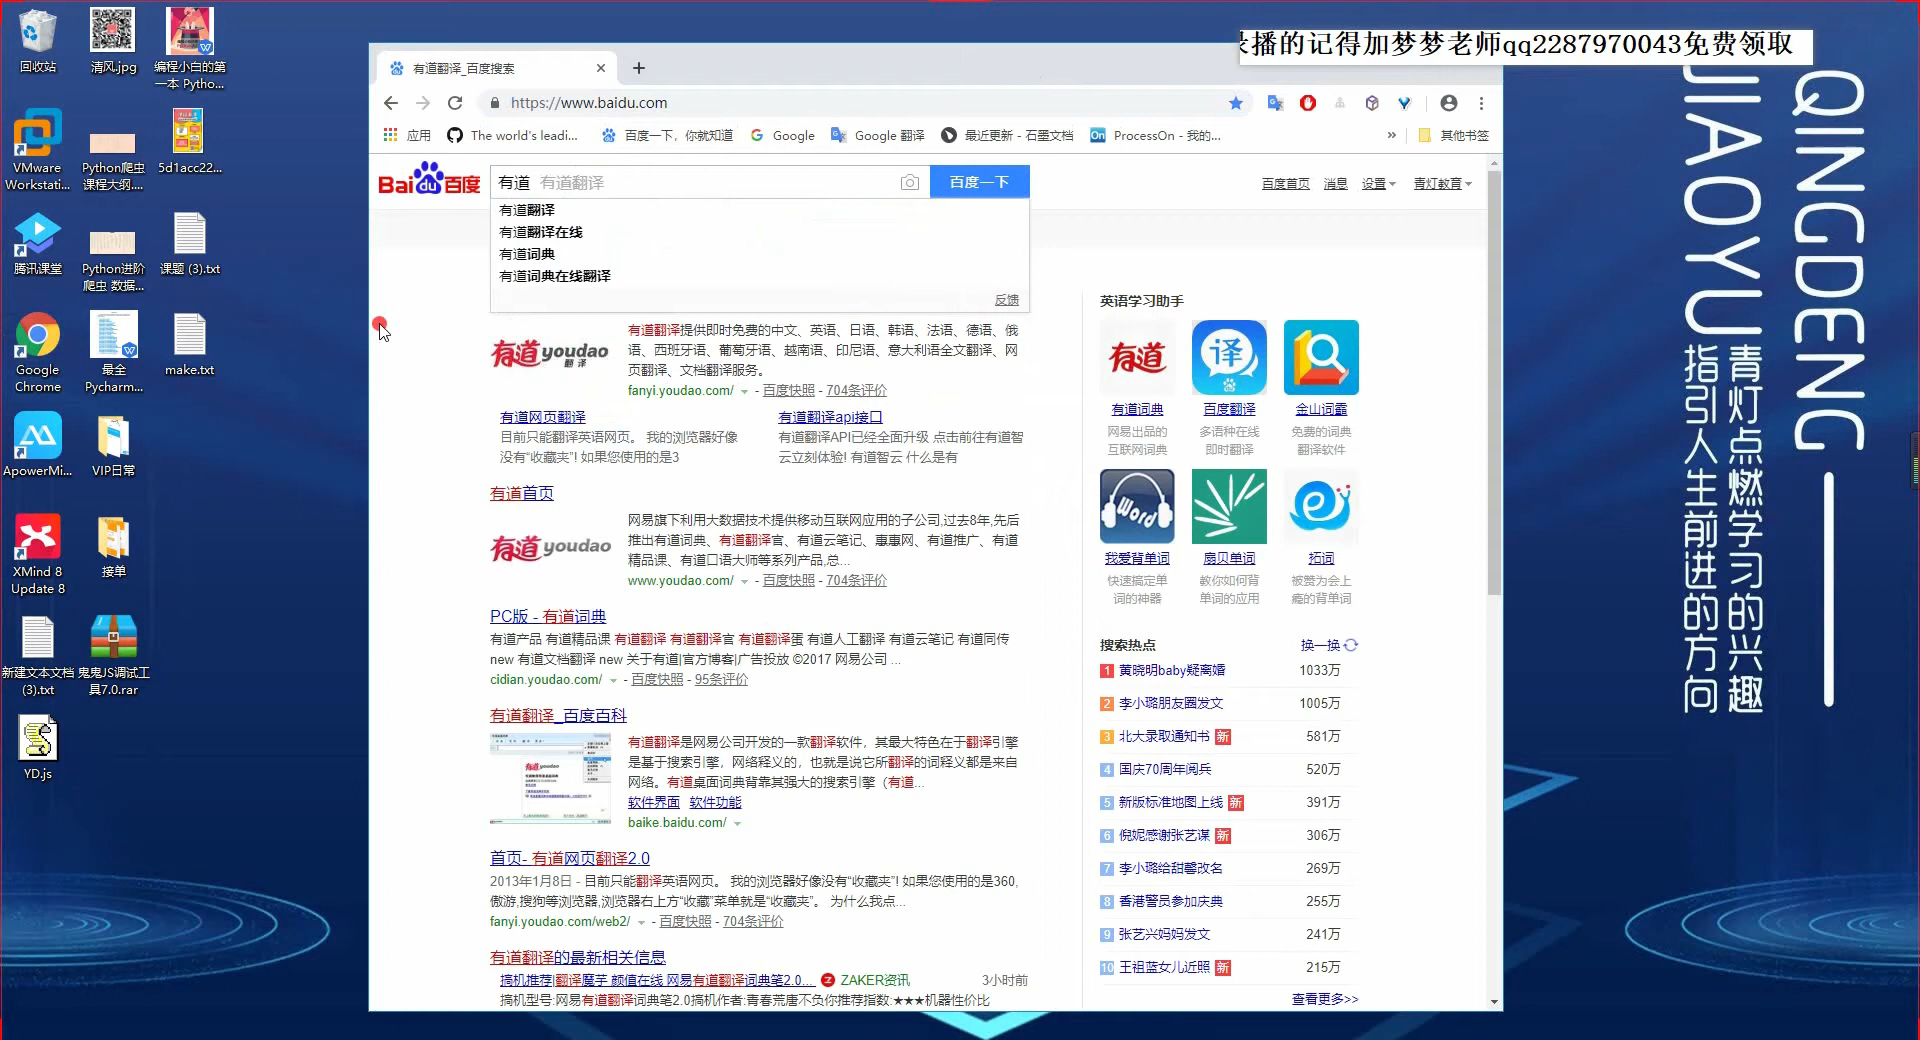 录播的记得加梦梦老师qq2287970043免费领取
回收站
清风.jpg
编程小白的第
一本 Pytho...
VMware
Workstati...
Python爬虫
课程大纲....
5d1acc22...
腾讯课堂
Python进阶
爬虫 数据...
课题 (3).txt
Google
Chrome
最全
Pycharm...
make.txt
ApowerMi...
VIP日常
XMind 8
Update 8
接单
新建文本文档
(3).txt
鬼鬼JS调试工
具7.0.rar
YD.js
有道翻译_百度搜索
https://www.baidu.com
应用
The world's leadi...
百度一下，你就知道
Google
Google 翻译
最近更新 - 石墨文档
ProcessOn - 我的...
»
其他书签
Bai du 百度
有道 有道翻译
百度一下
百度首页 消息 设置 青灯教育
有道翻译
有道翻译在线
有道词典
有道词典在线翻译
反馈
有道 youdao 翻译
有道翻译提供即时免费的中文、英语、日语、韩语、法语、德语、俄
语、西班牙语、葡萄牙语、越南语、印尼语、意大利语全文翻译、网
页翻译、文档翻译服务。
fanyi.youdao.com/ - 百度快照 - 704条评价
有道网页翻译
目前只能翻译英语网页。 我的浏览器好像
没有“收藏夹”! 如果您使用的是3
有道翻译api接口
有道翻译API已经全面升级 点击前往有道智
云立刻体验! 有道智云 什么是有
有道首页
有道 youdao
网易旗下利用大数据技术提供移动互联网应用的子公司,过去8年,先后
推出有道词典、有道翻译官、有道云笔记、惠惠网、有道推广、有道
精品课、有道口语大师等系列产品,总...
www.youdao.com/ - 百度快照 - 704条评价
PC版 - 有道词典
有道产品 有道精品课 有道翻译 有道翻译官 有道翻译蛋 有道人工翻译 有道云笔记 有道同传
new 有道文档翻译 new 关于有道|官方博客|广告投放 ©2017 网易公司 ...
cidian.youdao.com/ - 百度快照 - 95条评价
有道翻译_百度百科
有道翻译是网易公司开发的一款翻译软件，其最大特色在于翻译引擎
是基于搜索引擎，网络释义的，也就是说它所翻译的词释义都是来自
网络。有道桌面词典背靠其强大的搜索引擎（有道...
软件界面 软件功能
baike.baidu.com/
首页- 有道网页翻译2.0
2013年1月8日 - 目前只能翻译英语网页。 我的浏览器好像没有“收藏夹”! 如果您使用的是360,
傲游,搜狗等浏览器,浏览器右上方“收藏”菜单就是“收藏夹”。 为什么我点...
fanyi.youdao.com/web2/ - 百度快照 - 704条评价
有道翻译的最新相关信息
搞机推荐|翻译魔芋 颜值在线 网易有道翻译词典笔2.0... ZAKER资讯 3小时前
搞机型号:网易有道翻译词典笔2.0搞机作者:青春荒唐不负你推荐指数:★★★机器性价比
英语学习助手
有道
译
有道词典
网易出品的
互联网词典
百度翻译
多语种在线
即时翻译
金山词霸
免费的词典
翻译软件
Word
我爱背单词
快速搞定单
词的神器
扇贝单词
教你如何背
单词的应用
拓词
被赞为会上
瘾的背单词
搜索热点 换一换
1 黄晓明baby疑离婚 1033万
2 李小璐朋友圈发文 1005万
3 北大录取通知书 新 581万
4 国庆70周年阅兵 520万
5 新版标准地图上线 新 391万
6 倪妮感谢张艺谋 新 306万
7 李小璐给甜馨改名 269万
8 香港警员参加庆典 255万
9 张艺兴妈妈发文 241万
10 王祖蓝女儿近照 新 215万
查看更多>>
QINGDENG
JIAOYU
青灯点燃学习的兴趣
指引人生前进的方向